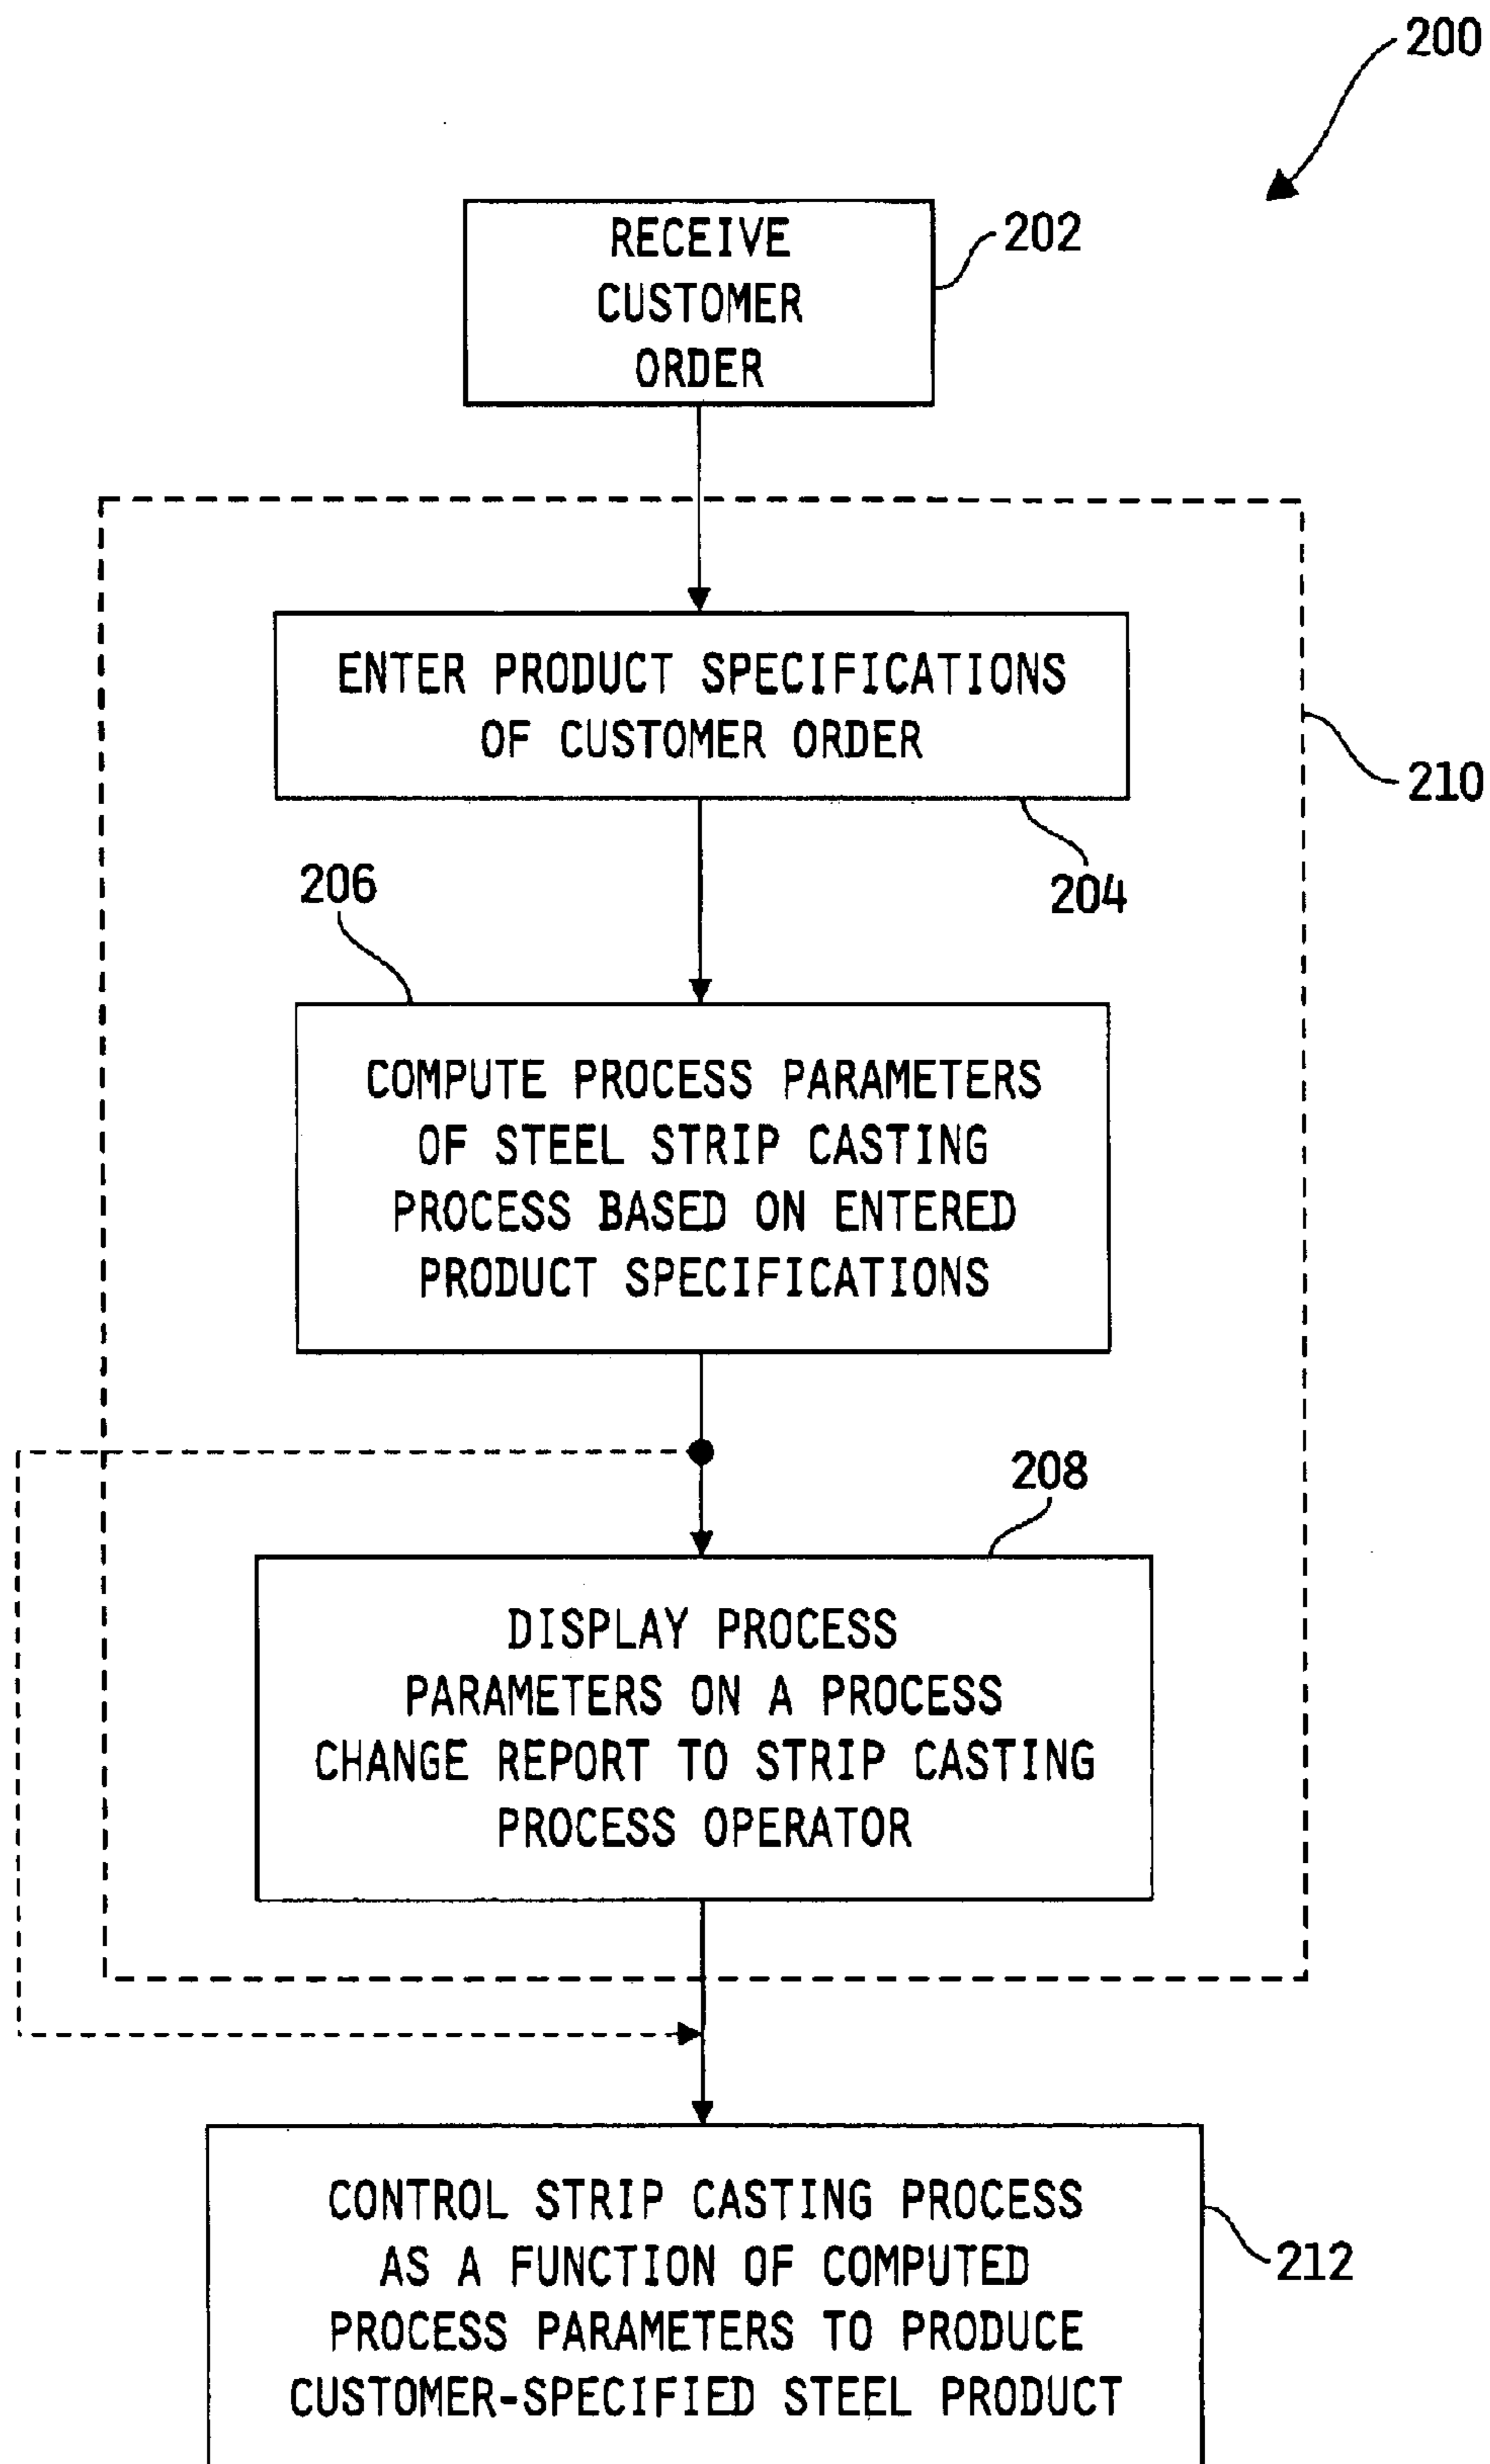 200
RECEIVE
CUSTOMER
ORDER
202
ENTER PRODUCT SPECIFICATIONS
OF CUSTOMER ORDER
210
204
206
COMPUTE PROCESS PARAMETERS
OF STEEL STRIP CASTING
PROCESS BASED ON ENTERED
PRODUCT SPECIFICATIONS
208
DISPLAY PROCESS
PARAMETERS ON A PROCESS
CHANGE REPORT TO STRIP CASTING
PROCESS OPERATOR
CONTROL STRIP CASTING PROCESS
AS A FUNCTION OF COMPUTED
PROCESS PARAMETERS TO PRODUCE
CUSTOMER-SPECIFIED STEEL PRODUCT
212